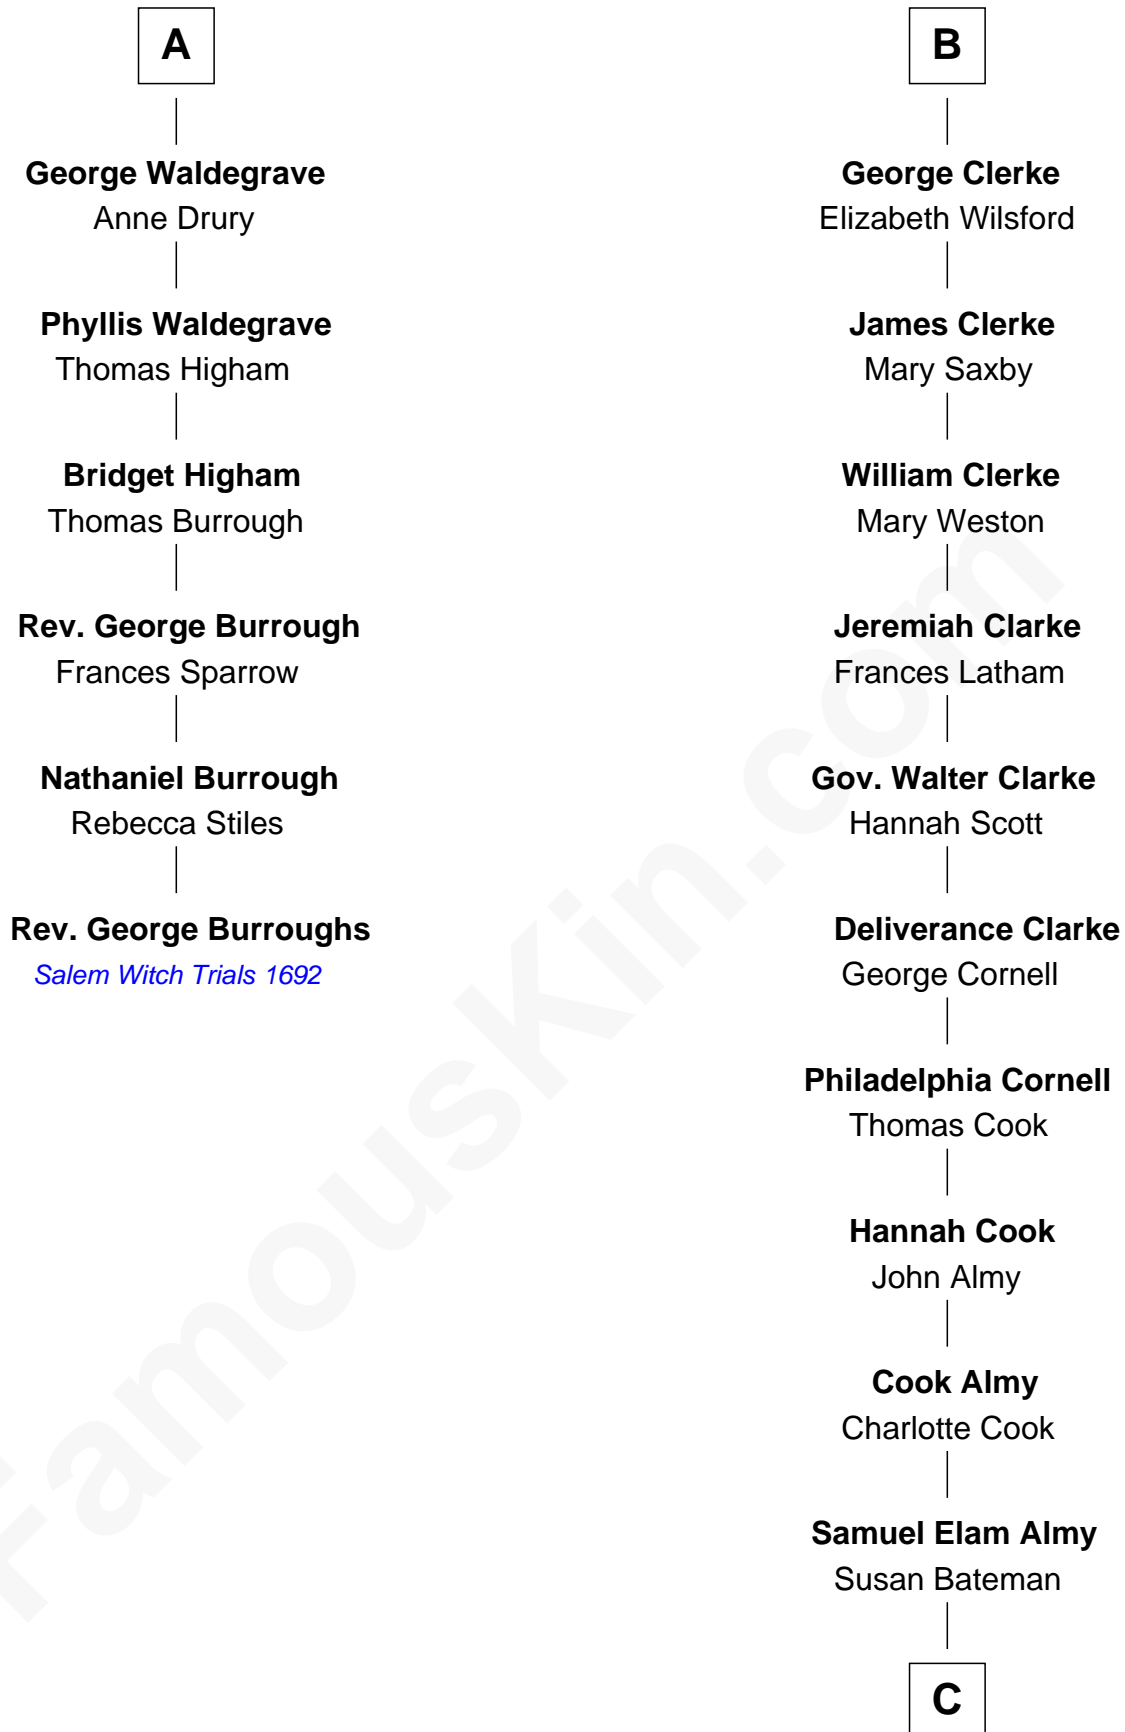 A
George Waldegrave
Anne Drury
Phyllis Waldegrave
Thomas Higham
Bridget Higham
Thomas Burrough
Rev. George Burrough
Frances Sparrow
Nathaniel Burrough
Rebecca Stiles
Rev. George Burroughs
Salem Witch Trials 1692
B
George Clerke
Elizabeth Wilsford
James Clerke
Mary Saxby
William Clerke
Mary Weston
Jeremiah Clarke
Frances Latham
Gov. Walter Clarke
Hannah Scott
Deliverance Clarke
George Cornell
Philadelphia Cornell
Thomas Cook
Hannah Cook
John Almy
Cook Almy
Charlotte Cook
Samuel Elam Almy
Susan Bateman
C
FamousKin.com